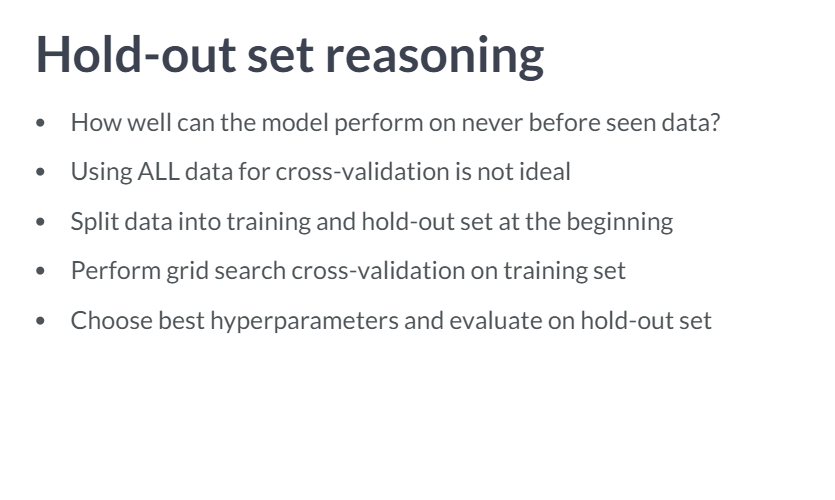 Hold-out set reasoning
• How well can the model perform on never before seen data?
• Using ALL data for cross-validation is not ideal
• Split data into training and hold-out set at the beginning
• Perform grid search cross-validation on training set
• Choose best hyperparameters and evaluate on hold-out set